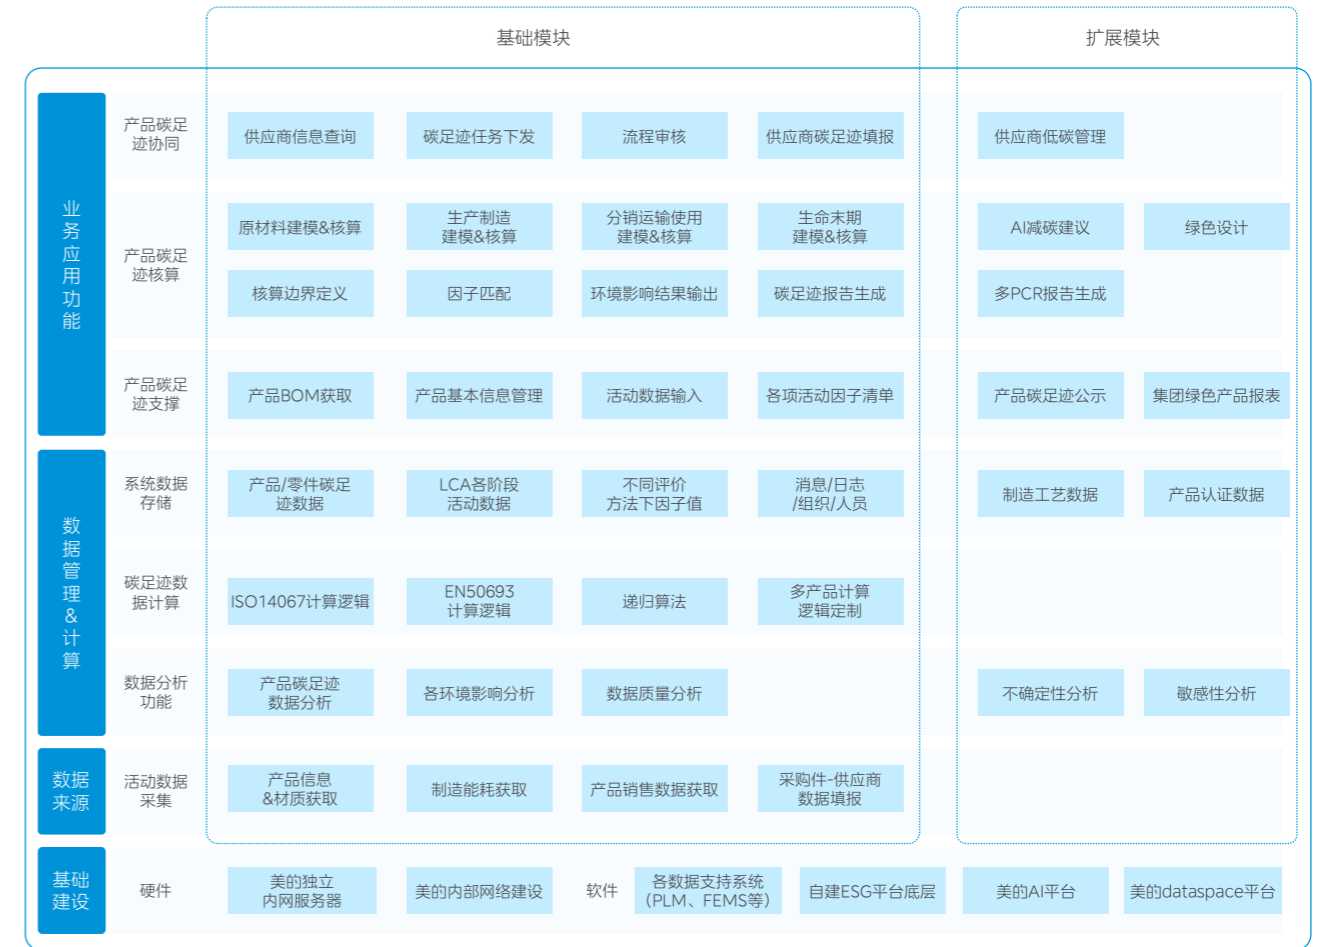 基础模块
扩展模块
业务应用功能
产品碳足
迹协同
供应商信息查询
碳足迹任务下发
流程审核
供应商碳足迹填报
供应商低碳管理
产品碳足
迹核算
原材料建模&核算
生产制造
建模&核算
分销运输使用
建模&核算
生命末期
建模&核算
AI减碳建议
绿色设计
核算边界定义
因子匹配
环境影响结果输出
碳足迹报告生成
多PCR报告生成
产品碳足
迹支撑
产品BOM获取
产品基本信息管理
活动数据输入
各项活动因子清单
产品碳足迹公示
集团绿色产品报表
数据管理&计算
系统数据
存储
产品/零件碳足
迹数据
LCA各阶段
活动数据
不同评价
方法下因子值
消息/日志
/组织/人员
制造工艺数据
产品认证数据
碳足迹数
据计算
ISO14067计算逻辑
EN50693
计算逻辑
递归算法
多产品计算
逻辑定制
数据分析
功能
产品碳足迹
数据分析
各环境影响分析
数据质量分析
不确定性分析
敏感性分析
数据
来源
活动数据
采集
产品信息
&材质获取
制造能耗获取
产品销售数据获取
采购件-供应商
数据填报
基础
建设
硬件
美的独立
内网服务器
美的内部网络建设
软件
各数据支持系统
（PLM、FEMS等）
自建ESG平台底层
美的AI平台
美的dataspace平台